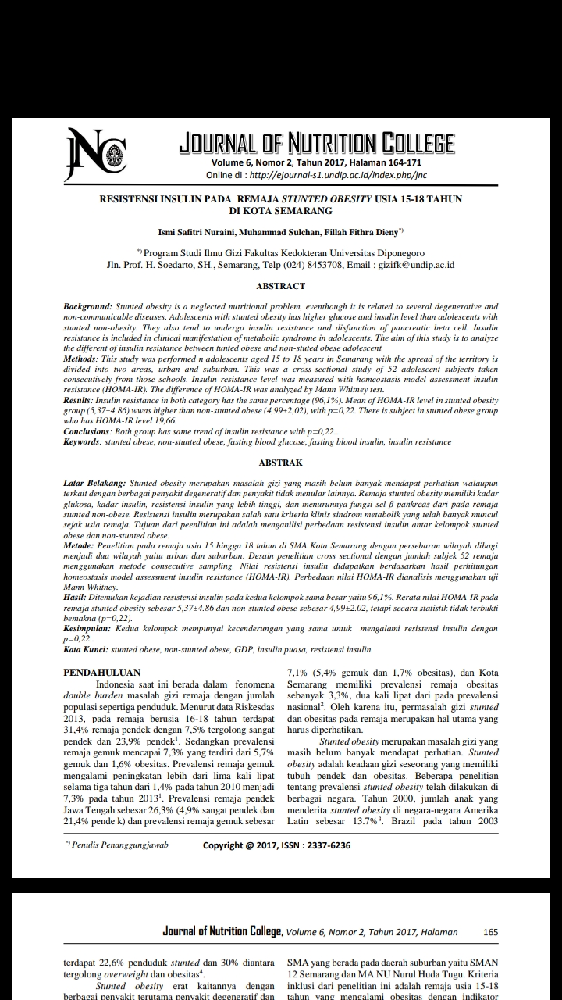 JNC
JOURNAL OF NUTRITION COLLEGE
Volume 6, Nomor 2, Tahun 2017, Halaman 164-171
Online di : http://ejournal-s1.undip.ac.id/index.php/jnc
RESISTENSI INSULIN PADA REMAJA STUNTED OBESITY USIA 15-18 TAHUN
DI KOTA SEMARANG
Ismi Safitri Nuraini, Muhammad Sulchan, Fillah Fithra Dieny*)
*) Program Studi Ilmu Gizi Fakultas Kedokteran Universitas Diponegoro
Jln. Prof. H. Soedarto, SH., Semarang, Telp (024) 8453708, Email : gizifk@undip.ac.id
ABSTRACT
Background: Stunted obesity is a neglected nutritional problem, eventhough it is related to several degenerative and
non-communicable diseases. Adolescents with stunted obesity has higher glucose and insulin level than adolescents with
stunted non-obesity. They also tend to undergo insulin resistance and disfunction of pancreatic beta cell. Insulin
resistance is included in clinical manifestation of metabolic syndrome in adolescents. The aim of this study is to analyze
the different of insulin resistance between tunted obese and non-stuted obese adolescent.
Methods: This study was performed n adolescents aged 15 to 18 years in Semarang with the spread of the territory is
divided into two areas, urban and suburban. This was a cross-sectional study of 52 adolescent subjects taken
consecutively from those schools. Insulin resistance level was measured with homeostasis model assessment insulin
resistance (HOMA-IR). The difference of HOMA-IR was analyzed by Mann Whitney test.
Results: Insulin resistance in both category has the same percentage (96,1%). Mean of HOMA-IR level in stunted obesity
group (5,37±4,86) wwas higher than non-stunted obese (4,99±2,02), with p=0,22. There is subject in stunted obese group
who has HOMA-IR level 19,66.
Conclusions: Both group has same trend of insulin resistance with p=0,22..
Keywords: stunted obese, non-stunted obese, fasting blood glucose, fasting blood insulin, insulin resistance
ABSTRAK
Latar Belakang: Stunted obesity merupakan masalah gizi yang masih belum banyak mendapat perhatian walaupun
terkait dengan berbagai penyakit degeneratif dan penyakit tidak menular lainnya. Remaja stunted obesity memiliki kadar
glukosa, kadar insulin, resistensi insulin yang lebih tinggi, dan menurunnya fungsi sel-β pankreas dari pada remaja
stunted non-obese. Resistensi insulin merupakan salah satu kriteria klinis sindrom metabolik yang telah banyak muncul
sejak usia remaja. Tujuan dari peenlitian ini adalah menganilisi perbedaan resistensi insulin antar kelompok stunted
obese dan non-stunted obese.
Metode: Penelitian pada remaja usia 15 hingga 18 tahun di SMA Kota Semarang dengan persebaran wilayah dibagi
menjadi dua wilayah yaitu urban dan suburban. Desain penelitian cross sectional dengan jumlah subjek 52 remaja
menggunakan metode consecutive sampling. Nilai resistensi insulin didapatkan berdasarkan hasil perhitungan
homeostasis model assessment insulin resistance (HOMA-IR). Perbedaan nilai HOMA-IR dianalisis menggunakan uji
Mann Whitney.
Hasil: Ditemukan kejadian resistensi insulin pada kedua kelompok sama besar yaitu 96,1%. Rerata nilai HOMA-IR pada
remaja stunted obesity sebesar 5,37±4.86 dan non-stunted obese sebesar 4,99±2.02, tetapi secara statistik tidak terbukti
bemakna (p=0,22).
Kesimpulan: Kedua kelompok mempunyai kecenderungan yang sama untuk mengalami resistensi insulin dengan
p=0,22..
Kata Kunci: stunted obese, non-stunted obese, GDP, insulin puasa, resistensi insulin
PENDAHULUAN
Indonesia saat ini berada dalam fenomena
double burden masalah gizi remaja dengan jumlah
populasi sepertiga penduduk. Menurut data Riskesdas
2013, pada remaja berusia 16-18 tahun terdapat
31,4% remaja pendek dengan 7,5% tergolong sangat
pendek dan 23,9% pendek1. Sedangkan prevalensi
remaja gemuk mencapai 7,3% yang terdiri dari 5,7%
gemuk dan 1,6% obesitas. Prevalensi remaja gemuk
mengalami peningkatan lebih dari lima kali lipat
selama tiga tahun dari 1,4% pada tahun 2010 menjadi
7,3% pada tahun 20131. Prevalensi remaja pendek
Jawa Tengah sebesar 26,3% (4,9% sangat pendek dan
21,4% pende k) dan prevalensi remaja gemuk sebesar
7,1% (5,4% gemuk dan 1,7% obesitas), dan Kota
Semarang memiliki prevalensi remaja obesitas
sebanyak 3,3%, dua kali lipat dari pada prevalensi
nasional2. Oleh karena itu, permasalah gizi stunted
dan obesitas pada remaja merupakan hal utama yang
harus diperhatikan.
Stunted obesity merupakan masalah gizi yang
masih belum banyak mendapat perhatian. Stunted
obesity adalah keadaan gizi seseorang yang memiliki
tubuh pendek dan obesitas. Beberapa penelitian
tentang prevalensi stunted obesity telah dilakukan di
berbagai negara. Tahun 2000, jumlah anak yang
menderita stunted obesity di negara-negara Amerika
Latin sebesar 13.7%3. Brazil pada tahun 2003
*) Penulis Penanggungjawab
Copyright @ 2017, ISSN : 2337-6236
Journal of Nutrition College, Volume 6, Nomor 2, Tahun 2017, Halaman 165
terdapat 22,6% penduduk stunted dan 30% diantara
tergolong overweight dan obesitas4.
Stunted obesity erat kaitannya dengan
berbagai penyakit terutama penyakit degeneratif dan
SMA yang berada pada daerah suburban yaitu SMAN
12 Semarang dan MA NU Nurul Huda Tugu. Kriteria
inklusi dari penelitian ini adalah remaja usia 15-18
tahun yang mengalami obesitas dengan indikator